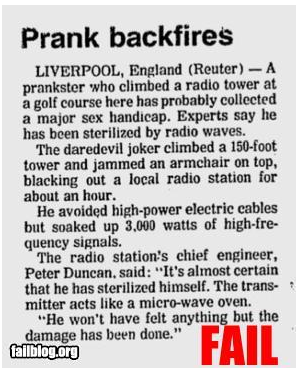 Prank backfires
LIVERPOOL, England (Reuter) — A
prankster who climbed a radio tower at
a golf course here has probably collected
a major sex handicap. Experts say he
has been sterilized by radio waves.
The daredevil joker climbed a 150-foot
tower and jammed an armchair on top,
blacking out a local radio station for
about an hour.
He avoided high-power electric cables
but soaked up 3,000 watts of high-fre-
quency signals.
The radio station's chief engineer,
Peter Duncan, said: "It's almost certain
that he has sterilized himself. The trans-
mitter acts like a micro-wave oven.
"He won't have felt anything but the
damage has been done."
failblog.org
FAIL